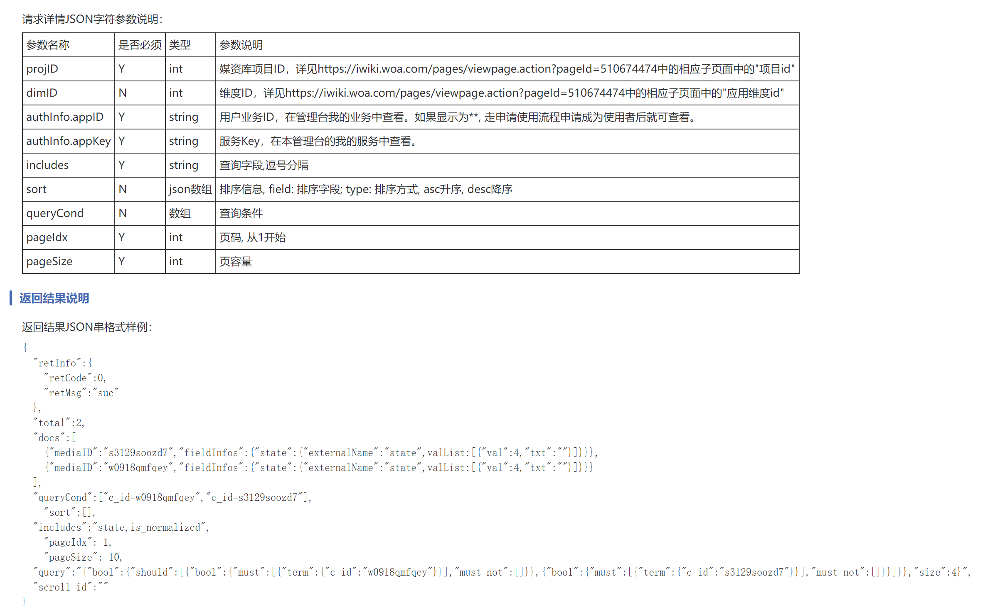 请求详情JSON字符参数说明：
参数名称 是否必须 类型 参数说明
projID Y int 媒资库项目ID，详见https://iwiki.woa.com/pages/viewpage.action?pageId=510674474中的相应子页面中的"项目id"
dimID N int 维度ID，详见https://iwiki.woa.com/pages/viewpage.action?pageId=510674474中的相应子页面中的"应用维度id"
authInfo.appID Y string 用户业务ID，在管理台我的业务中查看。如果显示为**, 走申请使用流程申请成为使用者后就可查看。
authInfo.appKey Y string 服务Key，在本管理台的我的服务中查看。
includes Y string 查询字段,逗号分隔
sort N json数组 排序信息, field: 排序字段; type: 排序方式, asc升序, desc降序
queryCond N 数组 查询条件
pageIdx Y int 页码, 从1开始
pageSize Y int 页容量
返回结果说明
返回结果JSON串格式样例：
{
"retInfo":{
"retCode":0,
"retMsg":"suc"
},
"total":2,
"docs":[
{"mediaID":"s3129soozd7","fieldInfos":{"state":{"externalName":"state",valList:[{"val":4,"txt":""}]}}},
{"mediaID":"w0918qmfqey","fieldInfos":{"state":{"externalName":"state",valList:[{"val":4,"txt":""}]}}}
],
"queryCond":["c_id=w0918qmfqey","c_id=s3129soozd7"],
"sort":[],
"includes":"state,is_normalized",
"pageIdx": 1,
"pageSize": 10,
"query":"{"bool":{"should":[{"bool":{"must":[{"term":{"c_id":"w0918qmfqey"}}],"must_not":[]}},{"bool":{"must":[{"term":{"c_id":"s3129soozd7"}}],"must_not":[]}}]}},"size":4}",
"scroll_id":""
}